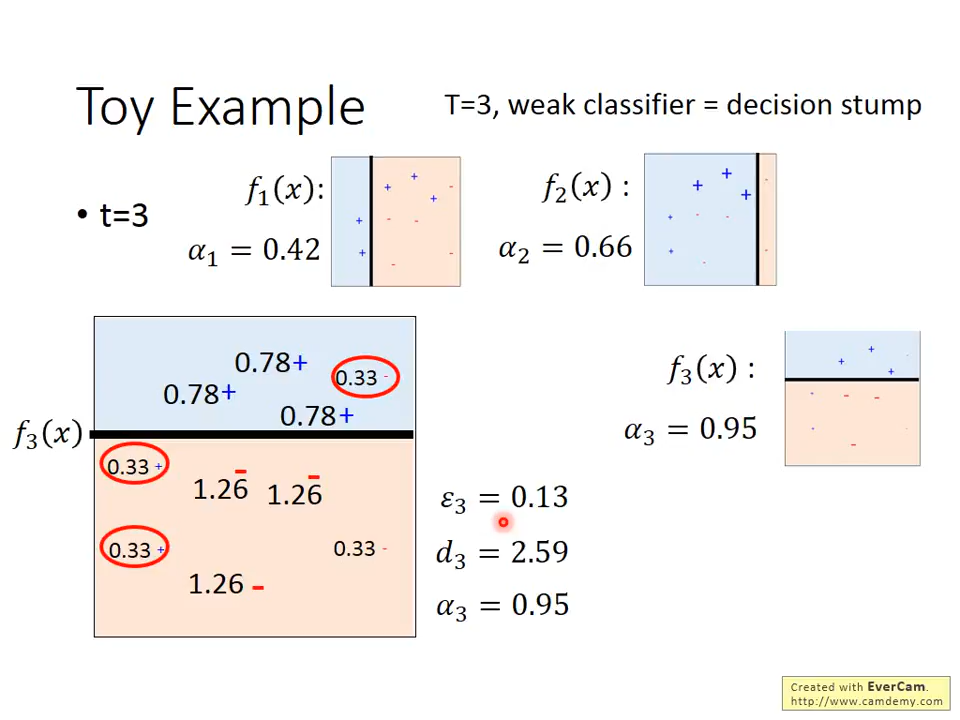 Toy Example
T=3, weak classifier = decision stump
• t=3
f₁(x):
α₁ = 0.42
f₂(x) :
α₂ = 0.66
f₃(x) :
α₃ = 0.95
f₃(x)
0.78+
0.33 -
0.78+
0.78+
0.33 +
1.26 -
1.26 -
0.33 +
0.33 -
1.26 -
ε₃ = 0.13
d₃ = 2.59
α₃ = 0.95
Created with EverCam.
http://www.camdemy.com